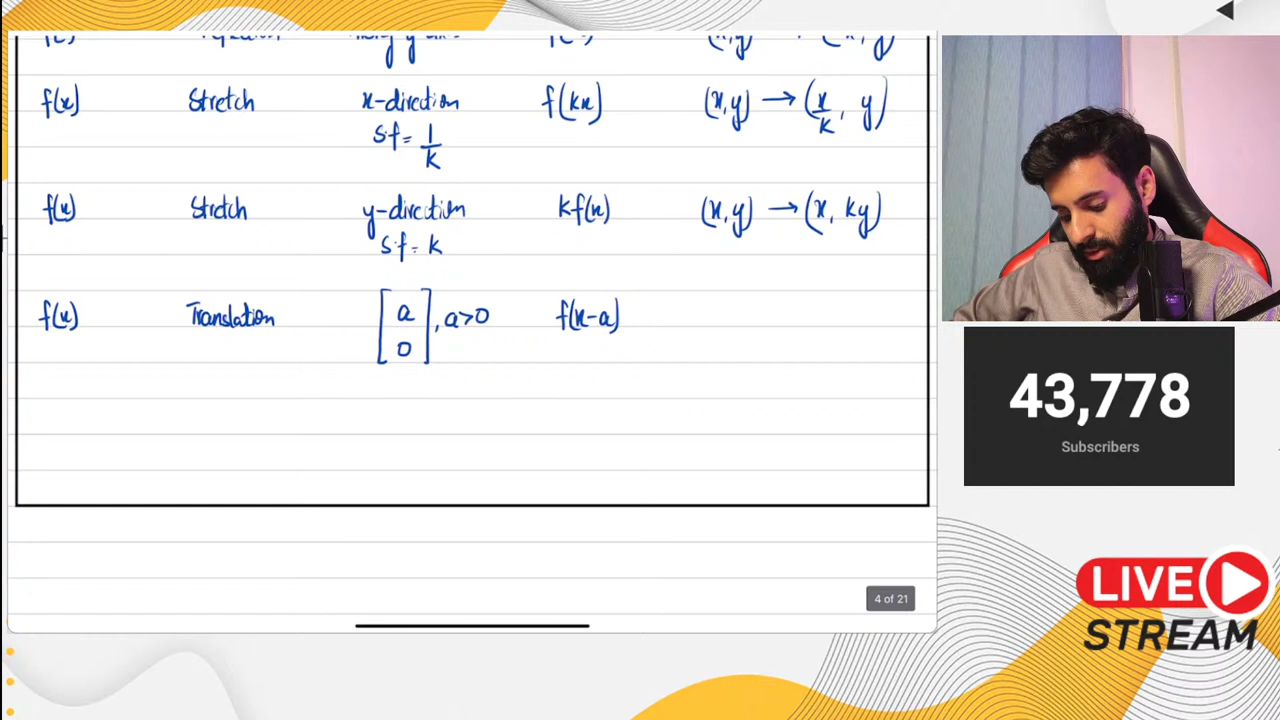 f(x) Stretch x-direction f(kx) (x,y) → (x/k, y)
s.f = 1/k
f(x) Stretch y-direction kf(x) (x,y) → (x, ky)
s.f = k
f(x) Translation [a 0], a>0 f(x-a)
4 of 21
43,778
Subscribers
LIVE
STREAM